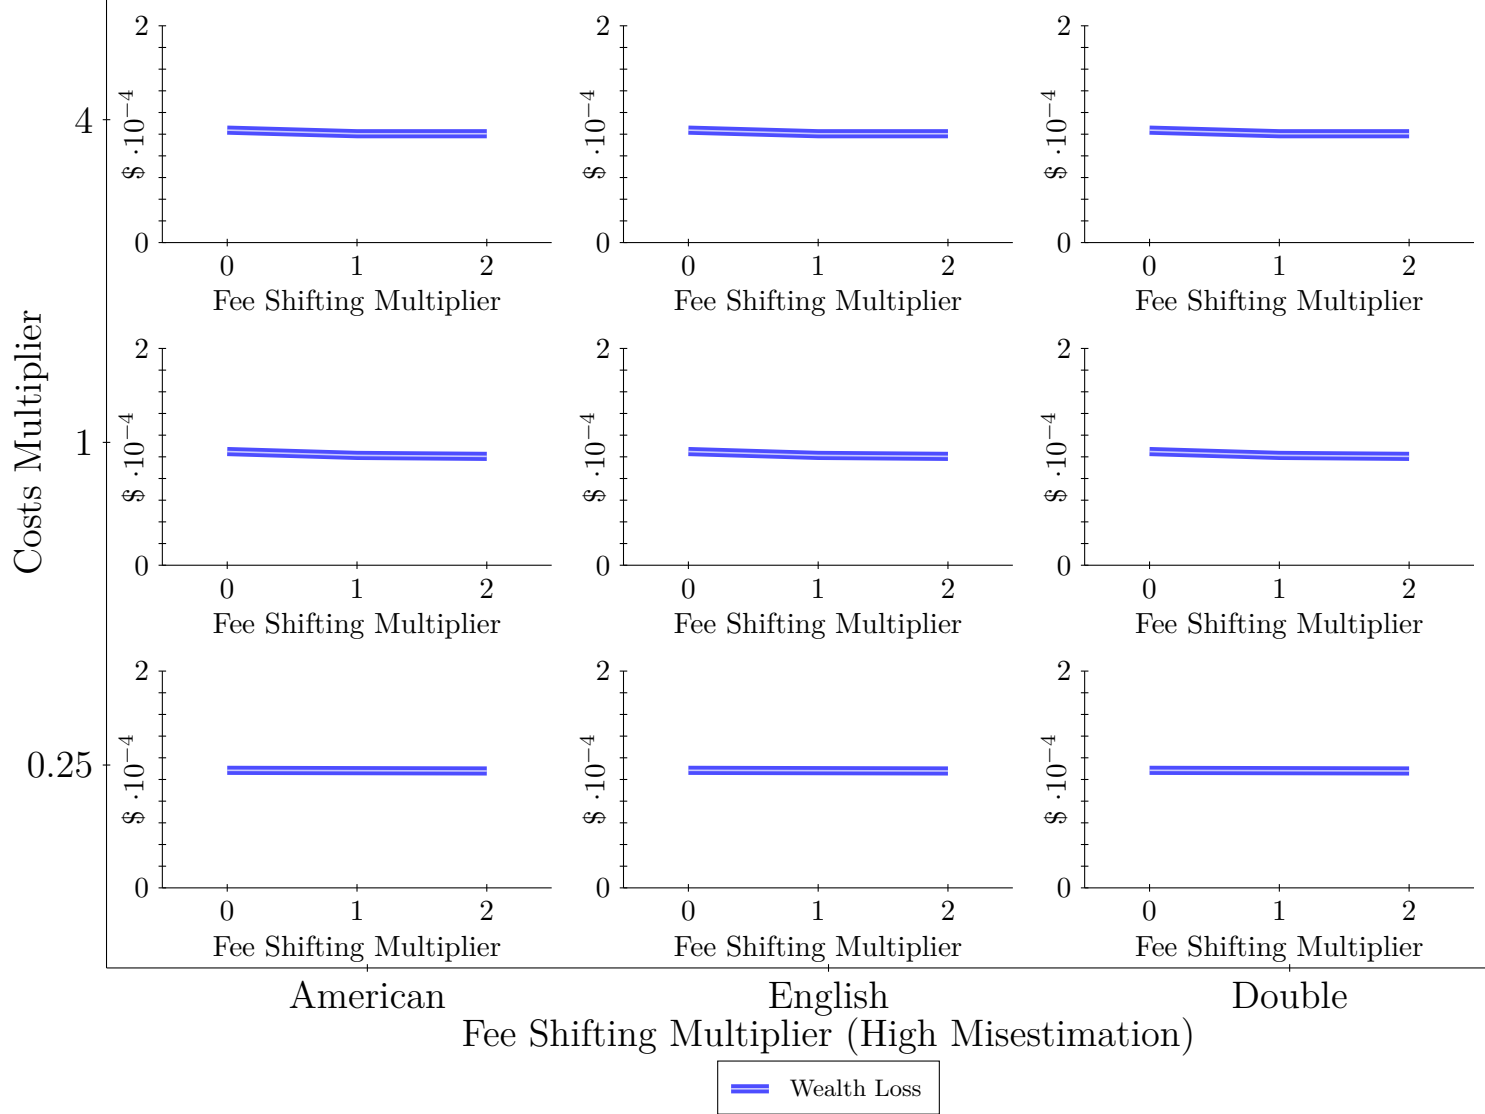 2
2
2
4
$ ·10⁻⁴
$ ·10⁻⁴
$ ·10⁻⁴
0
0
0
0 1 2
0 1 2
0 1 2
Fee Shifting Multiplier
Fee Shifting Multiplier
Fee Shifting Multiplier
Costs Multiplier
2
2
2
1
$ ·10⁻⁴
$ ·10⁻⁴
$ ·10⁻⁴
0
0
0
0 1 2
0 1 2
0 1 2
Fee Shifting Multiplier
Fee Shifting Multiplier
Fee Shifting Multiplier
2
2
2
0.25
$ ·10⁻⁴
$ ·10⁻⁴
$ ·10⁻⁴
0
0
0
0 1 2
0 1 2
0 1 2
Fee Shifting Multiplier
Fee Shifting Multiplier
Fee Shifting Multiplier
American
English
Double
Fee Shifting Multiplier (High Misestimation)
Wealth Loss